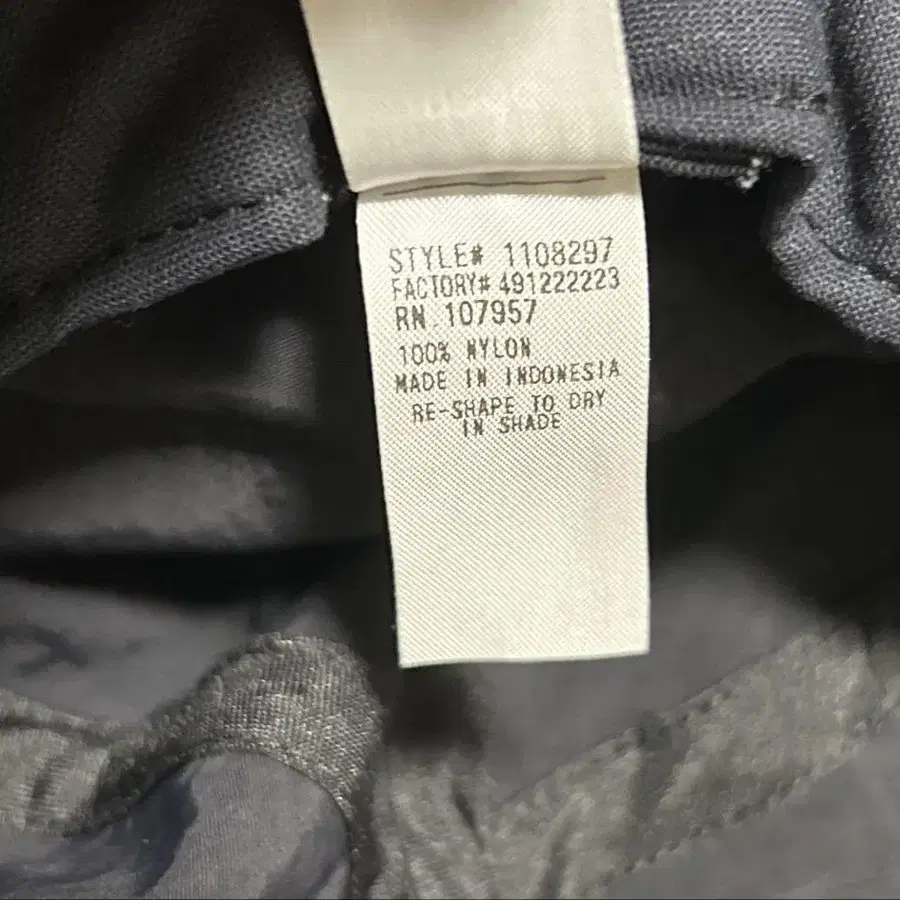 STYLE# 1108297
FACTORY# 491222223
RN. 107957
100% NYLON
MADE IN INDONESIA
RE-SHAPE TO DRY
IN SHADE